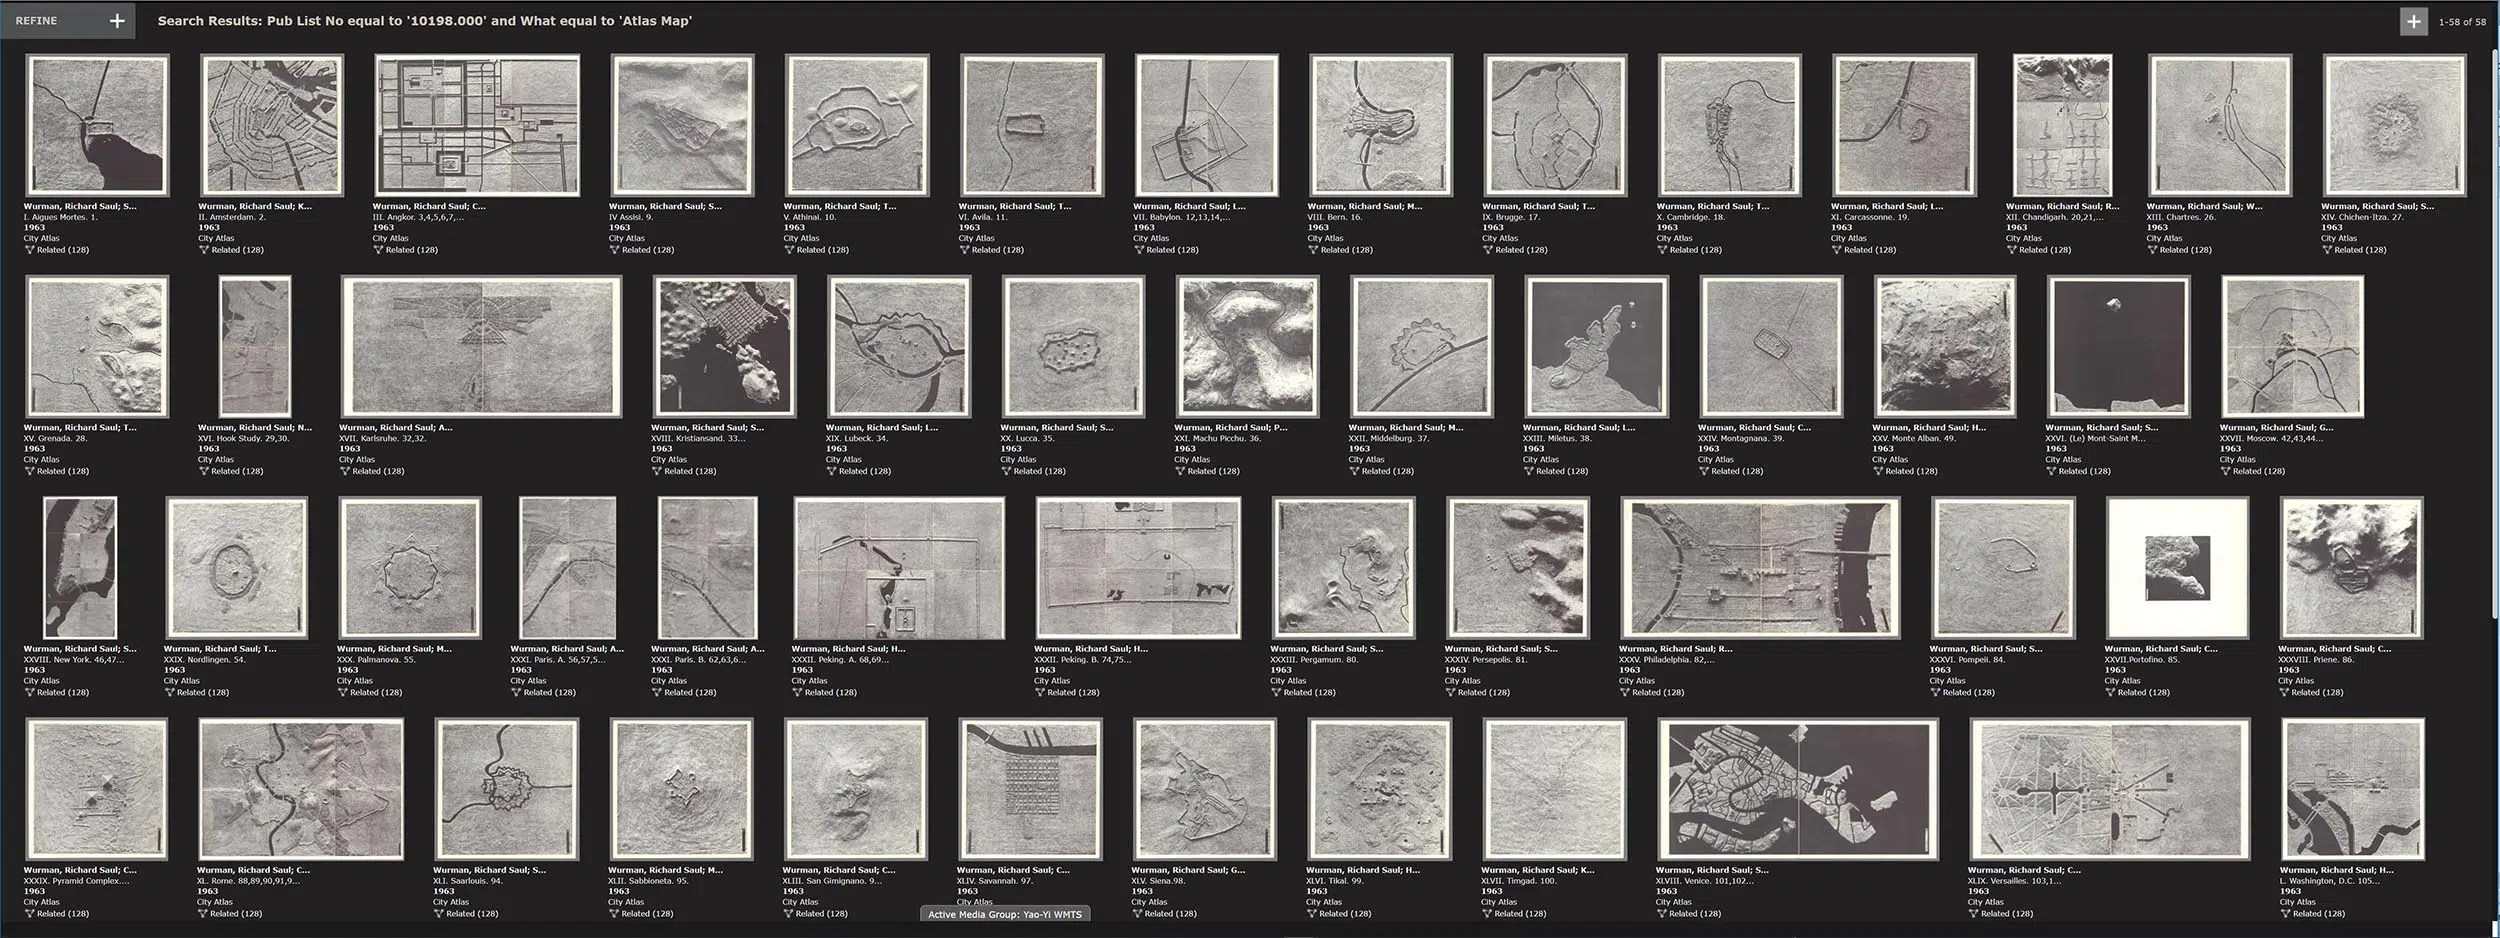 REFINE +
Search Results: Pub List No equal to '10198.000' and What equal to 'Atlas Map'
+ 1-58 of 58
Wurman, Richard Saul; S...
I. Aigues Mortes. 1.
1963
City Atlas
Related (128)
Wurman, Richard Saul; K...
II. Amsterdam. 2.
1963
City Atlas
Related (128)
Wurman, Richard Saul; C...
III. Angkor. 3,4,5,6,7,...
1963
City Atlas
Related (128)
Wurman, Richard Saul; S...
IV Assisi. 9.
1963
City Atlas
Related (128)
Wurman, Richard Saul; T...
V. Athinai. 10.
1963
City Atlas
Related (128)
Wurman, Richard Saul; T...
VI. Avila. 11.
1963
City Atlas
Related (128)
Wurman, Richard Saul; L...
VII. Babylon. 12,13,14,...
1963
City Atlas
Related (128)
Wurman, Richard Saul; M...
VIII. Bern. 16.
1963
City Atlas
Related (128)
Wurman, Richard Saul; T...
IX. Brugge. 17.
1963
City Atlas
Related (128)
Wurman, Richard Saul; T...
X. Cambridge. 18.
1963
City Atlas
Related (128)
Wurman, Richard Saul; L...
XI. Carcassonne. 19.
1963
City Atlas
Related (128)
Wurman, Richard Saul; R...
XII. Chandigarh. 20,21,...
1963
City Atlas
Related (128)
Wurman, Richard Saul; W...
XIII. Chartres. 26.
1963
City Atlas
Related (128)
Wurman, Richard Saul; S...
XIV. Chichen-Itza. 27.
1963
City Atlas
Related (128)
Wurman, Richard Saul; T...
XV. Grenada. 28.
1963
City Atlas
Related (128)
Wurman, Richard Saul; N...
XVI. Hook Study. 29,30.
1963
City Atlas
Related (128)
Wurman, Richard Saul; A...
XVII. Karlsruhe. 32,32.
1963
City Atlas
Related (128)
Wurman, Richard Saul; S...
XVIII. Kristiansand. 33...
1963
City Atlas
Related (128)
Wurman, Richard Saul; L...
XIX. Lubeck. 34.
1963
City Atlas
Related (128)
Wurman, Richard Saul; S...
XX. Lucca. 35.
1963
City Atlas
Related (128)
Wurman, Richard Saul; P...
XXI. Machu Picchu. 36.
1963
City Atlas
Related (128)
Wurman, Richard Saul; M...
XXII. Middelburg. 37.
1963
City Atlas
Related (128)
Wurman, Richard Saul; L...
XXIII. Miletus. 38.
1963
City Atlas
Related (128)
Wurman, Richard Saul; C...
XXIV. Montagnana. 39.
1963
City Atlas
Related (128)
Wurman, Richard Saul; H...
XXV. Monte Alban. 49.
1963
City Atlas
Related (128)
Wurman, Richard Saul; S...
XXVI. (Le) Mont-Saint M...
1963
City Atlas
Related (128)
Wurman, Richard Saul; G...
XXVII. Moscow. 42,43,44...
1963
City Atlas
Related (128)
Wurman, Richard Saul; S...
XXVIII. New York. 46,47...
1963
City Atlas
Related (128)
Wurman, Richard Saul; T...
XXIX. Nordlingen. 54.
1963
City Atlas
Related (128)
Wurman, Richard Saul; M...
XXX. Palmanova. 55.
1963
City Atlas
Related (128)
Wurman, Richard Saul; A...
XXXI. Paris. A. 56,57,5...
1963
City Atlas
Related (128)
Wurman, Richard Saul; A...
XXXI. Paris. B. 62,63,6...
1963
City Atlas
Related (128)
Wurman, Richard Saul; H...
XXXII. Peking. A. 68,69...
1963
City Atlas
Related (128)
Wurman, Richard Saul; H...
XXXII. Peking. B. 74,75...
1963
City Atlas
Related (128)
Wurman, Richard Saul; S...
XXXIII. Pergamum. 80.
1963
City Atlas
Related (128)
Wurman, Richard Saul; S...
XXXIV. Persepolis. 81.
1963
City Atlas
Related (128)
Wurman, Richard Saul; R...
XXXV. Philadelphia. 82,...
1963
City Atlas
Related (128)
Wurman, Richard Saul; S...
XXXVI. Pompeii. 84.
1963
City Atlas
Related (128)
Wurman, Richard Saul; C...
XXVII.Portofino. 85.
1963
City Atlas
Related (128)
Wurman, Richard Saul; C...
XXXVIII. Priene. 86.
1963
City Atlas
Related (128)
Wurman, Richard Saul; C...
XXXIX. Pyramid Complex....
1963
City Atlas
Related (128)
Wurman, Richard Saul; C...
XL. Rome. 88,89,90,91,9...
1963
City Atlas
Related (128)
Wurman, Richard Saul; S...
XLI. Saarlouis. 94.
1963
City Atlas
Related (128)
Wurman, Richard Saul; M...
XLII. Sabbioneta. 95.
1963
City Atlas
Related (128)
Wurman, Richard Saul; C...
XLIII. San Gimignano. 9...
1963
City Atlas
Related (128)
Wurman, Richard Saul; C...
XLIV. Savannah. 97.
1963
City Atlas
Wurman, Richard Saul; G...
XLV. Siena.98.
1963
City Atlas
Related (128)
Wurman, Richard Saul; H...
XLVI. Tikal. 99.
1963
City Atlas
Related (128)
Wurman, Richard Saul; K...
XLVII. Timgad. 100.
1963
City Atlas
Related (128)
Wurman, Richard Saul; S...
XLVIII. Venice. 101,102...
1963
City Atlas
Related (128)
Wurman, Richard Saul; C...
XLIX. Versailles. 103,1...
1963
City Atlas
Related (128)
Wurman, Richard Saul; H...
L. Washington, D.C. 105...
1963
City Atlas
Related (128)
Active Media Group: Yao-Yi WMTS